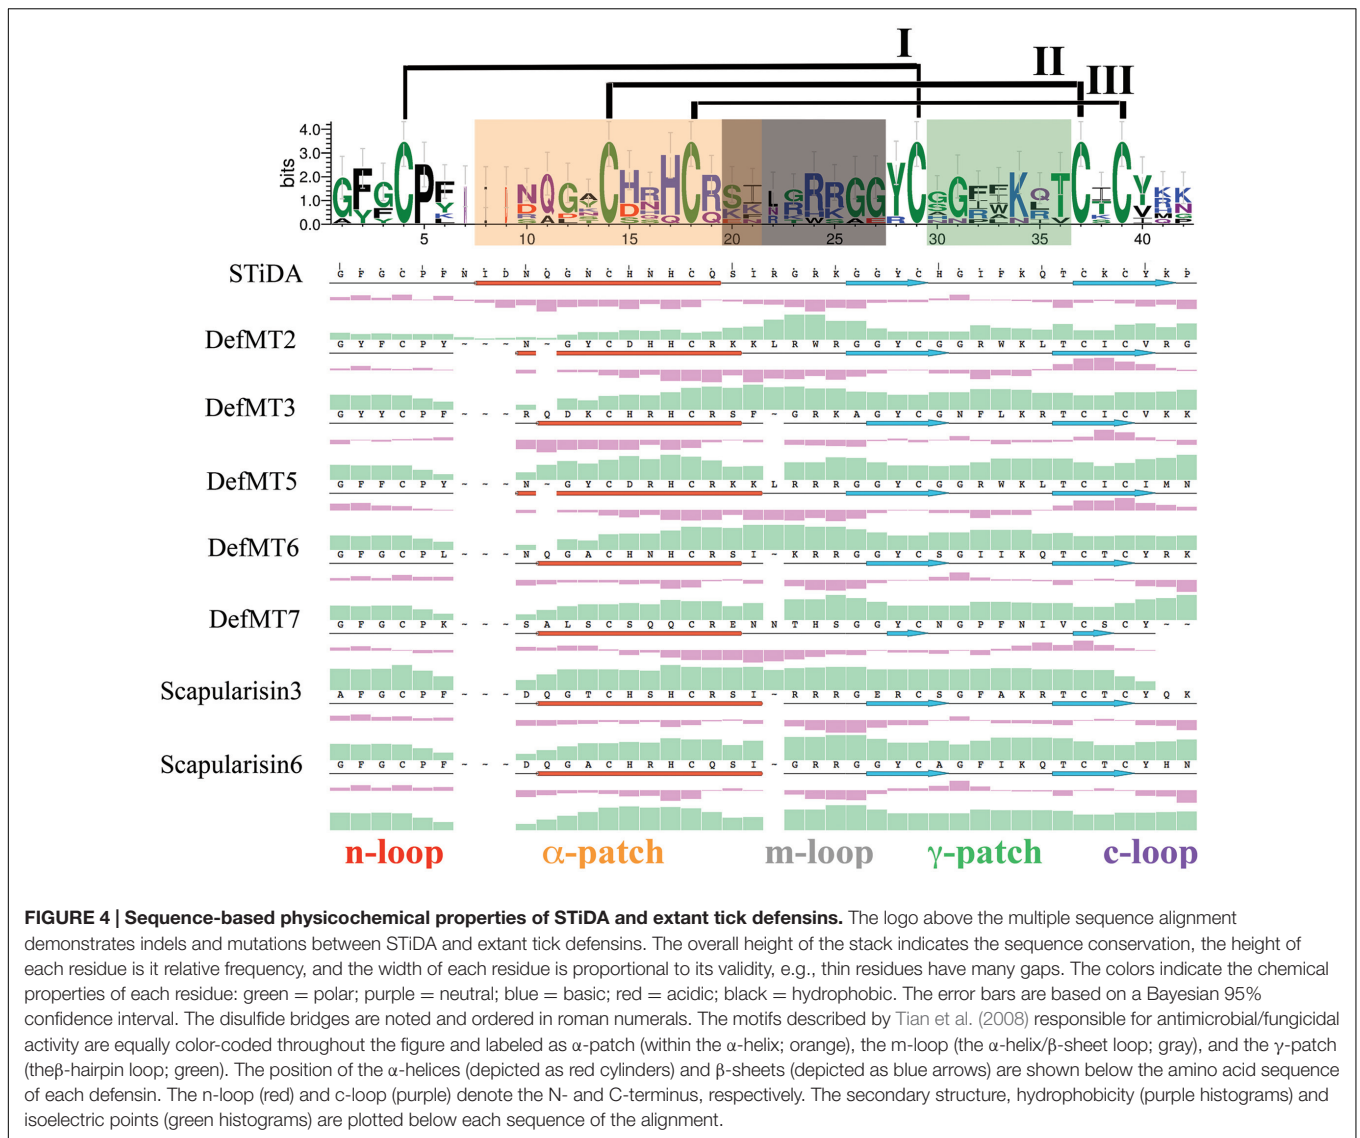 I
II
III
4.0
3.0
2.0
1.0
0.0
bits
5 10 15 20 25 30 35 40
STiDA G F G C P F N I D N Q G N C H N H C Q S I R G R K G G Y C H G I F K Q T C K C Y K P
DefMT2 G Y F C P Y ~ ~ ~ N ~ G Y C D H H C R K K L R W R G G Y C G G R W K L T C I C V R G
DefMT3 G Y Y C P F ~ ~ ~ R Q D K C H R H C R S F ~ G R K A G Y C G N F L K R T C I C V K K
DefMT5 G F F C P Y ~ ~ ~ N ~ G Y C D R H C R K K L R R R G G Y C G G R W K L T C I C I M N
DefMT6 G F G C P L ~ ~ ~ N Q G A C H N H C R S I ~ K R R G G Y C S G I I K Q T C T C Y R K
DefMT7 G F G C P K ~ ~ ~ S A L S C S Q Q C R E N N T H S G G Y C N G P F N I V C S C Y ~ ~
Scapularisin3 A F G C P F ~ ~ ~ D Q G T C H S H C R S I ~ R R R G E R C S G F A K R T C T C Y Q K
Scapularisin6 G F G C P F ~ ~ ~ D Q G A C H R H C Q S I ~ G R R G G Y C A G F I K Q T C T C Y H N
n-loop α-patch m-loop γ-patch c-loop
FIGURE 4 | Sequence-based physicochemical properties of STiDA and extant tick defensins. The logo above the multiple sequence alignment
demonstrates indels and mutations between STiDA and extant tick defensins. The overall height of the stack indicates the sequence conservation, the height of
each residue is it relative frequency, and the width of each residue is proportional to its validity, e.g., thin residues have many gaps. The colors indicate the chemical
properties of each residue: green = polar; purple = neutral; blue = basic; red = acidic; black = hydrophobic. The error bars are based on a Bayesian 95%
confidence interval. The disulfide bridges are noted and ordered in roman numerals. The motifs described by Tian et al. (2008) responsible for antimicrobial/fungicidal
activity are equally color-coded throughout the figure and labeled as α-patch (within the α-helix; orange), the m-loop (the α-helix/β-sheet loop; gray), and the γ-patch
(theβ-hairpin loop; green). The position of the α-helices (depicted as red cylinders) and β-sheets (depicted as blue arrows) are shown below the amino acid sequence
of each defensin. The n-loop (red) and c-loop (purple) denote the N- and C-terminus, respectively. The secondary structure, hydrophobicity (purple histograms) and
isoelectric points (green histograms) are plotted below each sequence of the alignment.